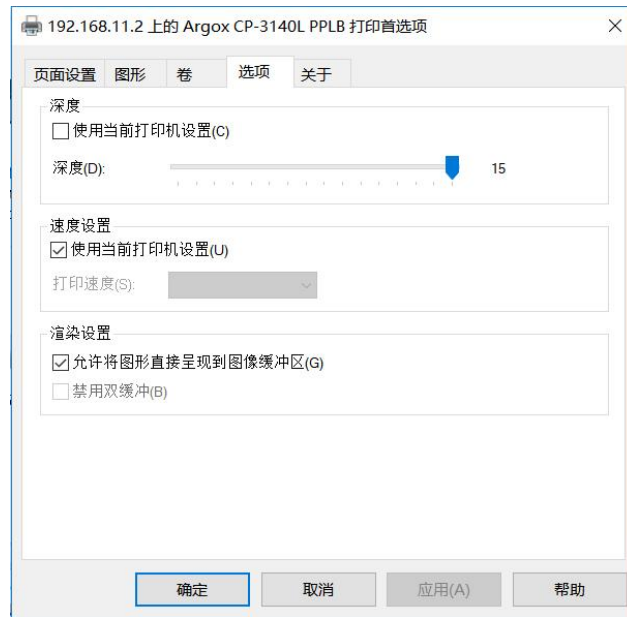 192.168.11.2 上的 Argox CP-3140L PPLB 打印首选项
页面设置 图形 卷 选项 关于
深度
使用当前打印机设置(C)
深度(D): 15
速度设置
使用当前打印机设置(U)
打印速度(S):
渲染设置
允许将图形直接呈现到图像缓冲区(G)
禁用双缓冲(B)
确定 取消 应用(A) 帮助